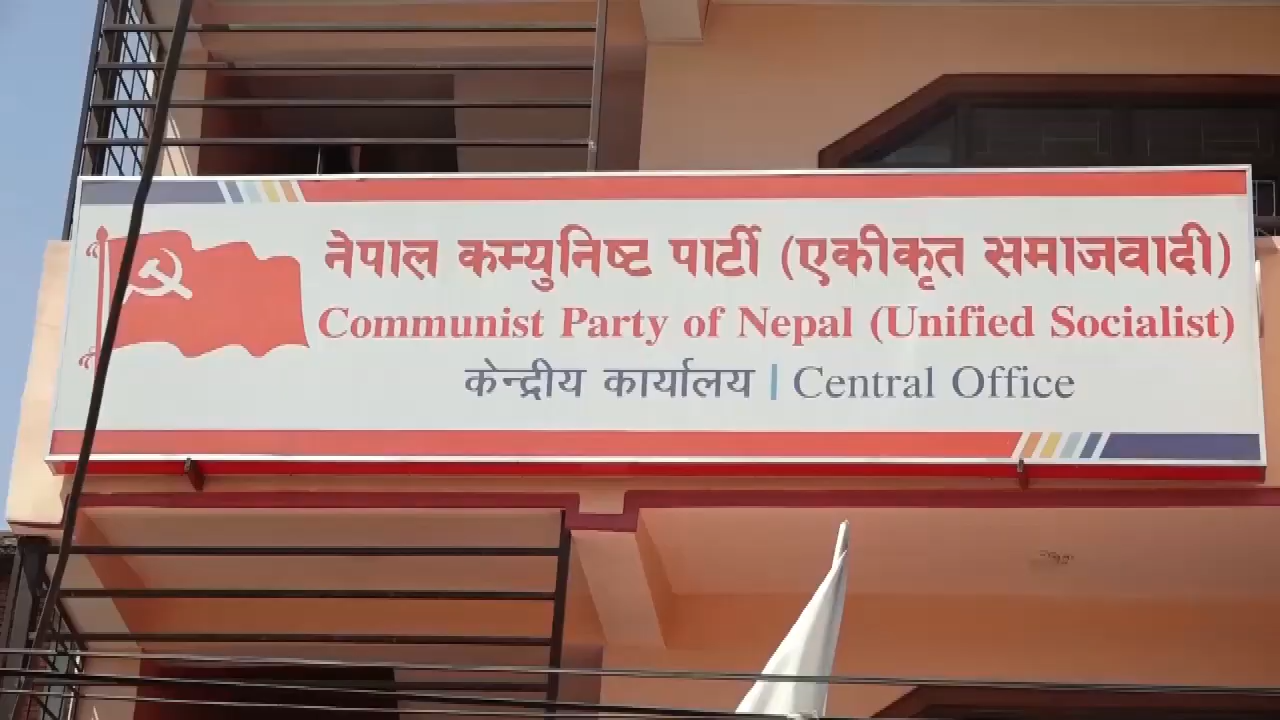 नेपाल कम्युनिष्ट पार्टी (एकीकृत समाजवादी)
Communist Party of Nepal (Unified Socialist)
केन्द्रीय कार्यालय | Central Office